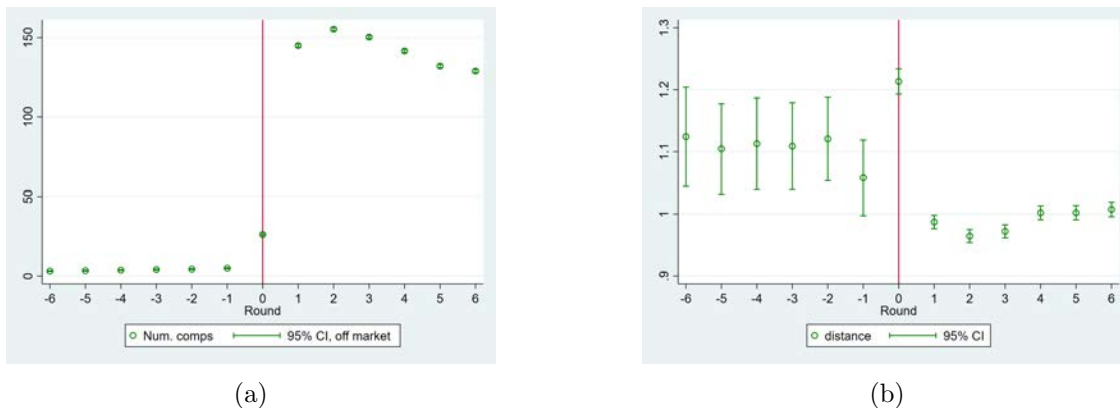 150
100
50
0
-6 -5 -4 -3 -2 -1 0 1 2 3 4 5 6
Round
Num. comps 95% CI, off market
(a)
1.3
1.2
1.1
1
.9
-6 -5 -4 -3 -2 -1 0 1 2 3 4 5 6
Round
distance 95% CI
(b)